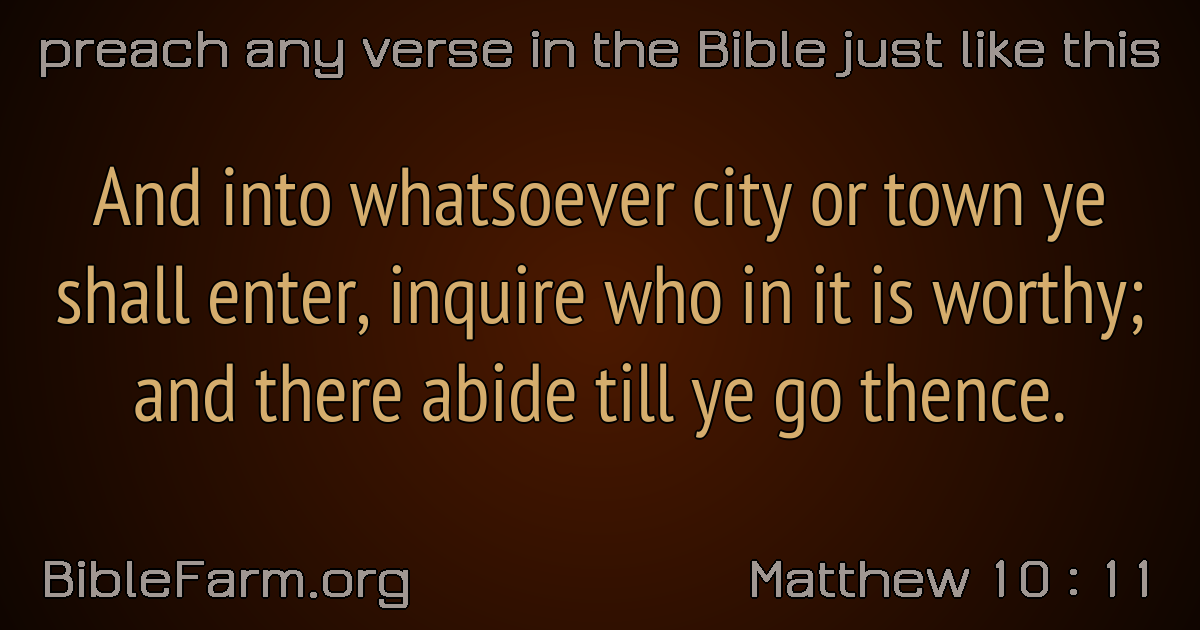 preach any verse in the Bible just like this
And into whatsoever city or town ye
shall enter, inquire who in it is worthy;
and there abide till ye go thence.
BibleFarm.org
Matthew 10 : 11